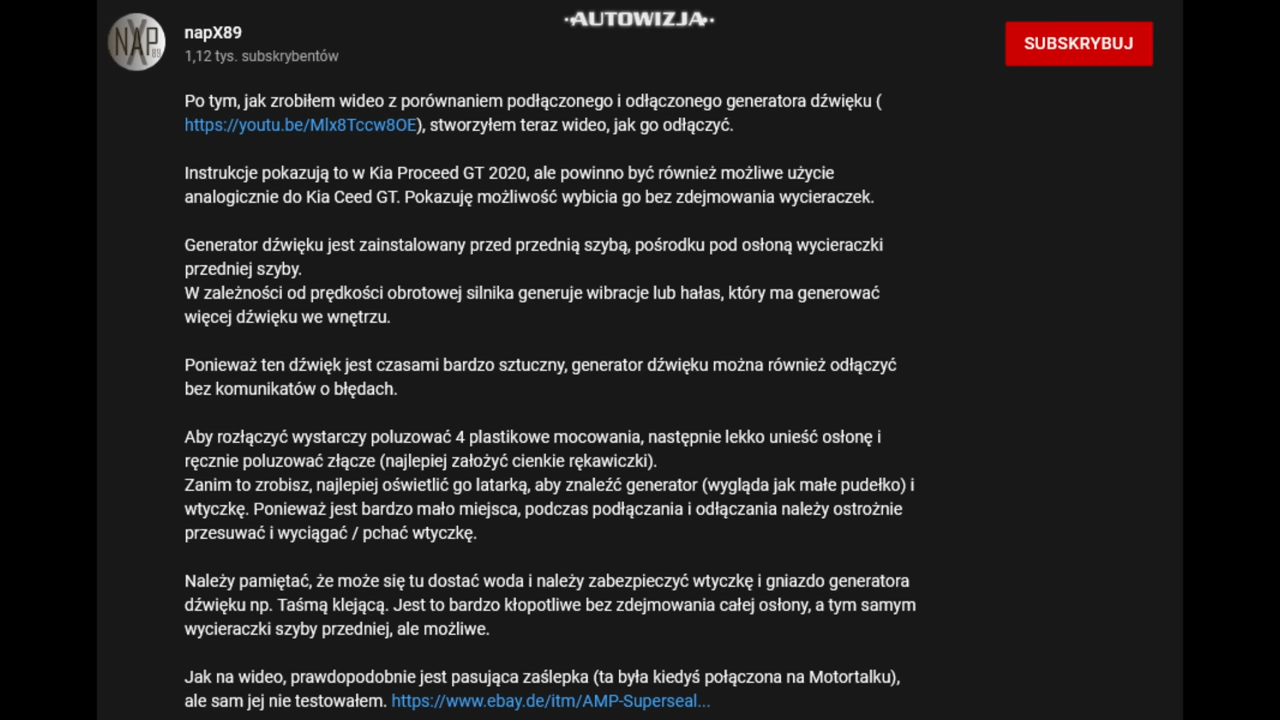 ·AUTOWIZJA·
NAP
89
napX89
1,12 tys. subskrybentów
SUBSKRYBUJ
Po tym, jak zrobiłem wideo z porównaniem podłączonego i odłączonego generatora dźwięku (
https://youtu.be/Mlx8Tccw8OE), stworzyłem teraz wideo, jak go odłączyć.
Instrukcje pokazują to w Kia Proceed GT 2020, ale powinno być również możliwe użycie
analogicznie do Kia Ceed GT. Pokazuję możliwość wybicia go bez zdejmowania wycieraczek.
Generator dźwięku jest zainstalowany przed przednią szybą, pośrodku pod osłoną wycieraczki
przedniej szyby.
W zależności od prędkości obrotowej silnika generuje wibracje lub hałas, który ma generować
więcej dźwięku we wnętrzu.
Ponieważ ten dźwięk jest czasami bardzo sztuczny, generator dźwięku można również odłączyć
bez komunikatów o błędach.
Aby rozłączyć wystarczy poluzować 4 plastikowe mocowania, następnie lekko unieść osłonę i
ręcznie poluzować złącze (najlepiej założyć cienkie rękawiczki).
Zanim to zrobisz, najlepiej oświetlić go latarką, aby znaleźć generator (wygląda jak małe pudełko) i
wtyczkę. Ponieważ jest bardzo mało miejsca, podczas podłączania i odłączania należy ostrożnie
przesuwać i wyciągać / pchać wtyczkę.
Należy pamiętać, że może się tu dostać woda i należy zabezpieczyć wtyczkę i gniazdo generatora
dźwięku np. Taśmą klejącą. Jest to bardzo kłopotliwe bez zdejmowania całej osłony, a tym samym
wycieraczki szyby przedniej, ale możliwe.
Jak na wideo, prawdopodobnie jest pasująca zaślepka (ta była kiedyś połączona na Motortalku),
ale sam jej nie testowałem. https://www.ebay.de/itm/AMP-Superseal...